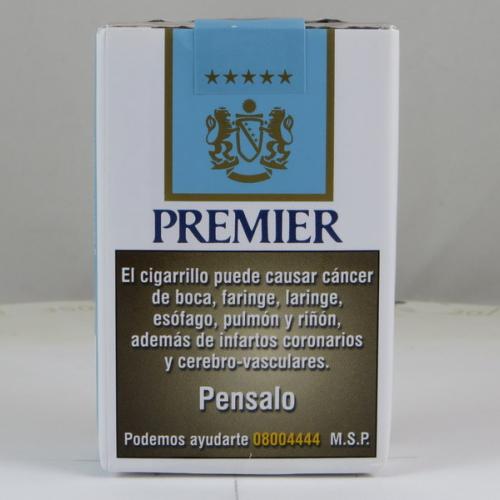 PREMIER
El cigarrillo puede causar cáncer
de boca, faringe, laringe,
esófago, pulmón y riñón,
además de infartos coronarios
y cerebro-vasculares.
Pensalo
Podemos ayudarte 08004444 M.S.P.